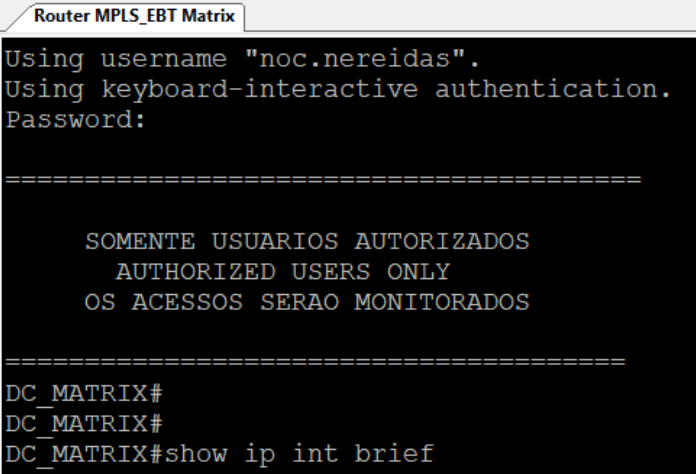 Router MPLS_EBT Matrix
Using username "noc.nereidas".
Using keyboard-interactive authentication.
Password:
=========================================
SOMENTE USUARIOS AUTORIZADOS
AUTHORIZED USERS ONLY
OS ACESSOS SERAO MONITORADOS
========================================
DC_MATRIX#
DC_MATRIX#
DC_MATRIX#show ip int brief